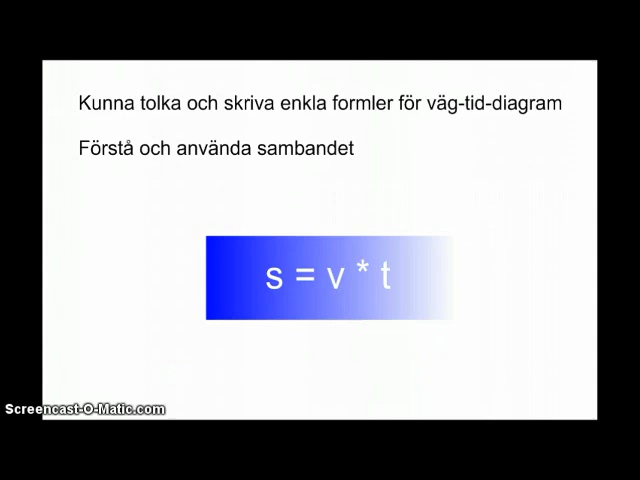 Kunna tolka och skriva enkla formler för väg-tid-diagram
Förstå och använda sambandet
s = v * t
Screencast-O-Matic.com